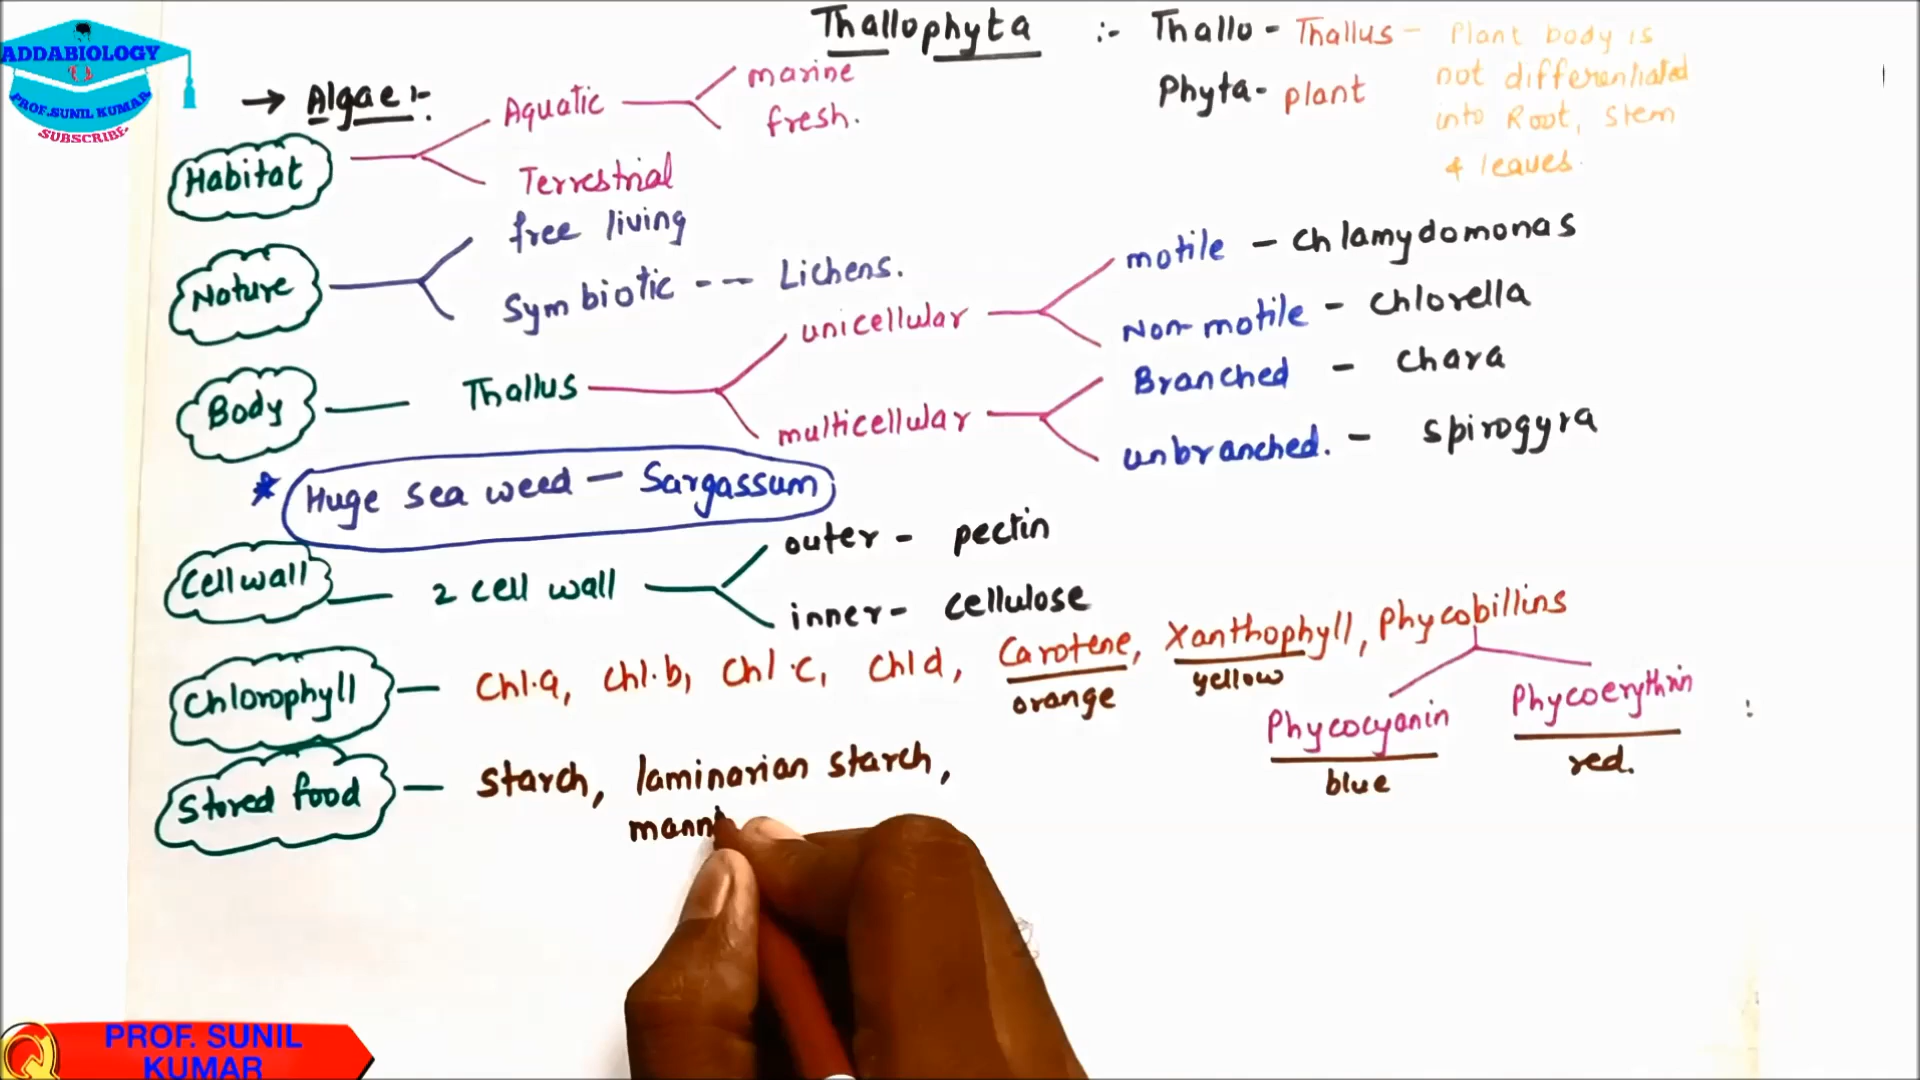 ADDABIOLOGY
PROF.SUNIL KUMAR
SUBSCRIBE
Thallophyta :- Thallo - Thallus - Plant body is
not differentiated
into Root, stem
& leaves.
Phyta - plant
→ Algae:-
Habitat
Aquatic
marine
fresh.
Terrestrial
Nature
free living
Symbiotic --- Lichens.
Body — Thallus
unicellular
motile - chlamydomonas
Non-motile - chlorella
multicellular
Branched - chara
unbranched. - spirogyra
* Huge sea weed - Sargassum
Cell wall — 2 cell wall
outer - pectin
inner - cellulose
Chlorophyll — Chl.a, chl.b, chl.c, chl d, Carotene, Xanthophyll, Phycobillins
orange
yellow
Phycocyanin
blue
Phycoerythrin
red.
Stored food — starch, laminarian starch,
mann
PROF. SUNIL
KUMAR